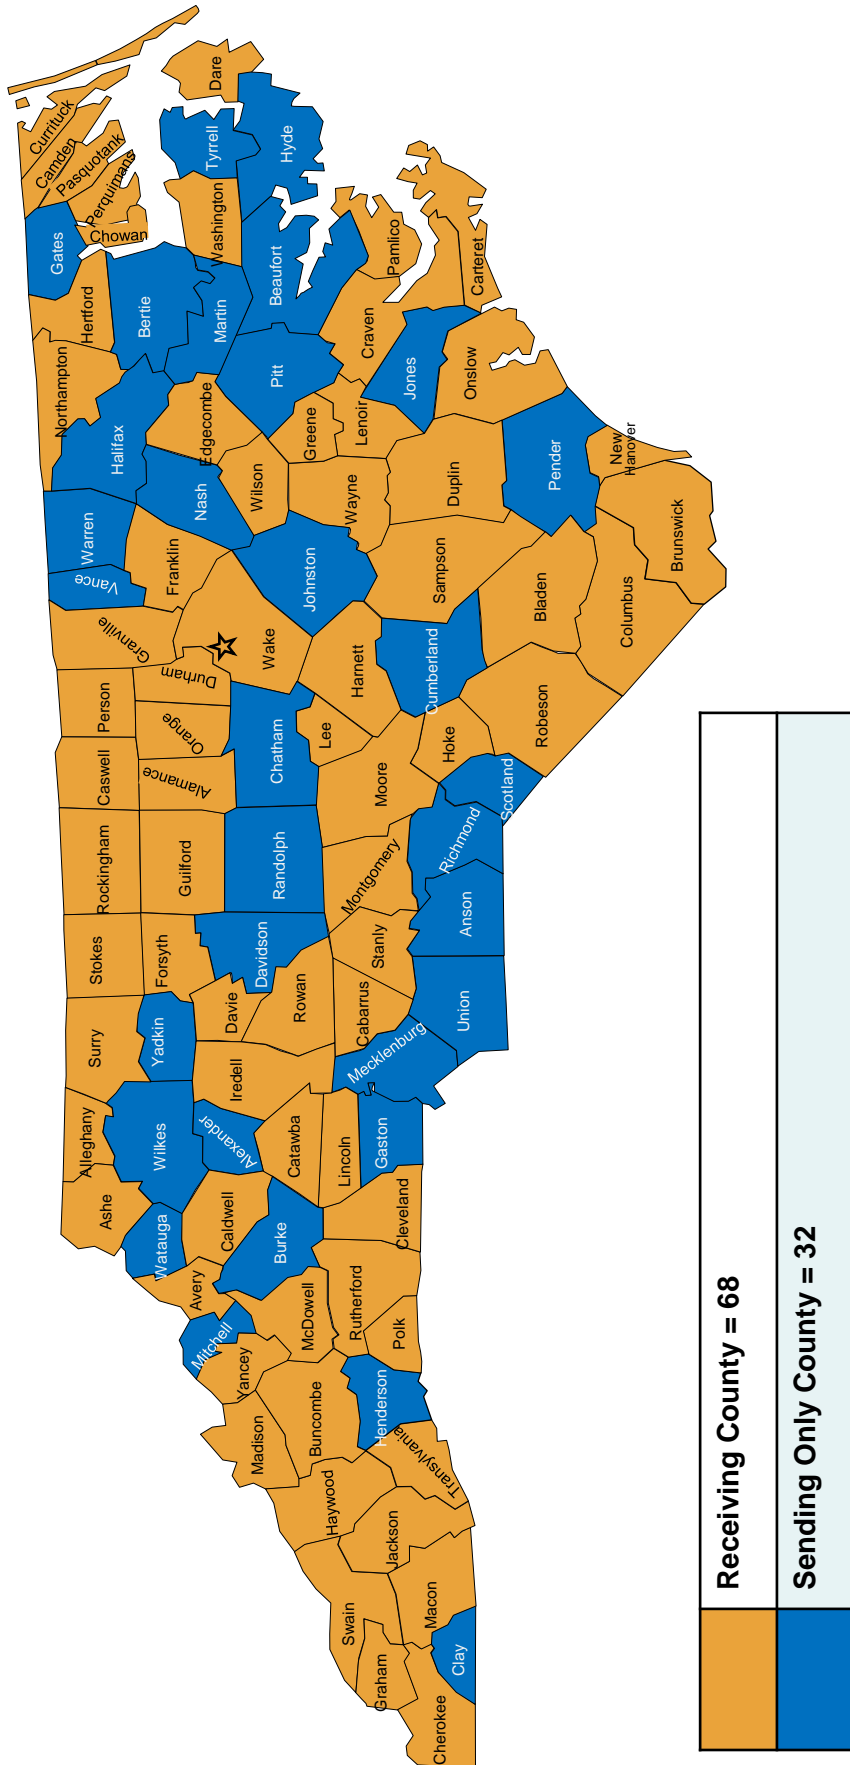 Cherokee
Graham
Swain
Clay
Macon
Jackson
Haywood
Transylvania
Madison
Buncombe
Henderson
Yancey
Mitchell
McDowell
Polk
Rutherford
Avery
Watauga
Caldwell
Burke
Cleveland
Ashe
Alleghany
Wilkes
Alexander
Catawba
Lincoln
Gaston
Surry
Yadkin
Iredell
Mecklenburg
Davie
Rowan
Cabarrus
Union
Stokes
Forsyth
Davidson
Stanly
Anson
Rockingham
Guilford
Randolph
Montgomery
Richmond
Caswell
Alamance
Chatham
Moore
Scotland
Person
Orange
Durham
Lee
Hoke
Robeson
Granville
Wake
Harnett
Cumberland
Bladen
Columbus
Vance
Warren
Franklin
Johnston
Sampson
Brunswick
Halifax
Nash
Wilson
Wayne
Duplin
Pender
New
Hanover
Northampton
Edgecombe
Greene
Lenoir
Jones
Onslow
Hertford
Bertie
Martin
Pitt
Craven
Carteret
Gates
Chowan
Washington
Beaufort
Pamlico
Perquimans
Pasquotank
Camden
Currituck
Tyrrell
Hyde
Dare
Receiving County = 68
Sending Only County = 32